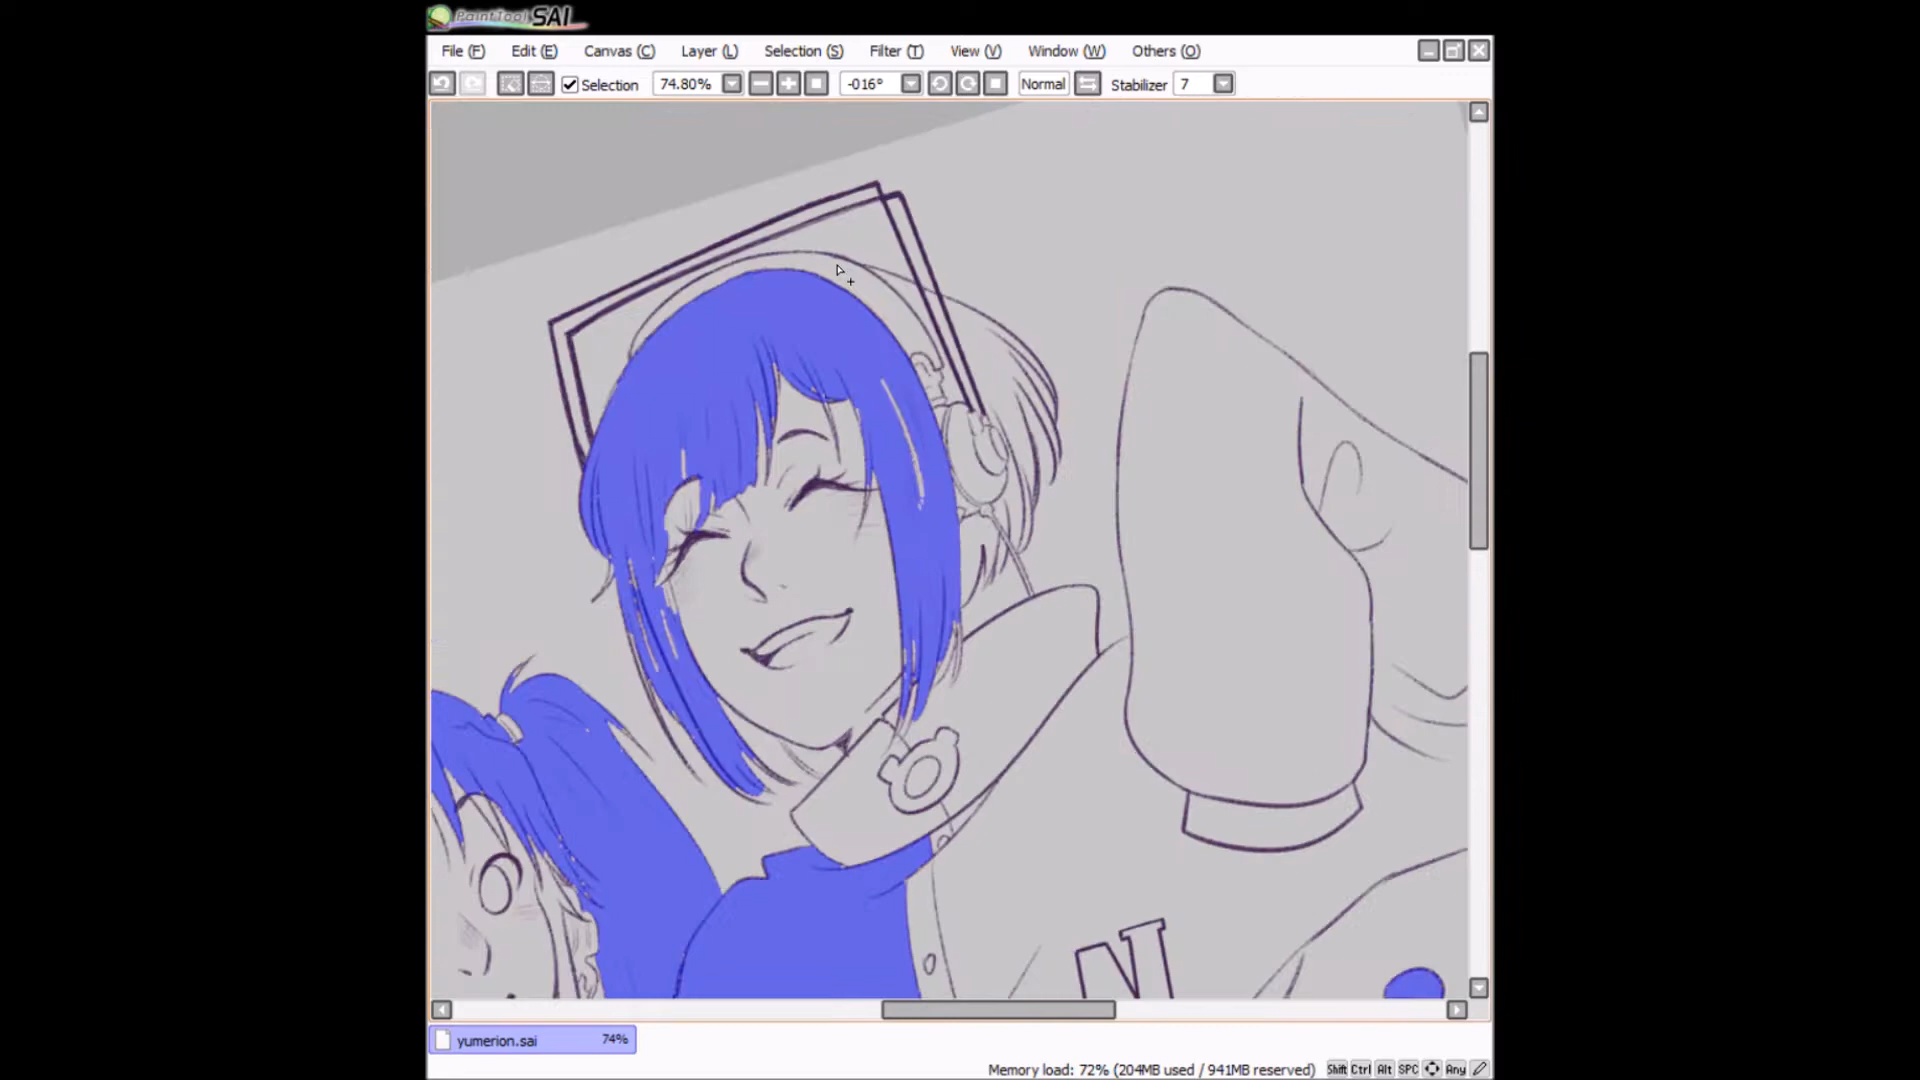 PaintTool SAI
File (F) Edit (E) Canvas (C) Layer (L) Selection (S) Filter (T) View (V) Window (W) Others (O)
Selection 74.80% -016° Normal Stabilizer 7
N
yumerion.sai 74%
Memory load: 72% (204MB used / 941MB reserved) Shift Ctrl Alt SPC Any